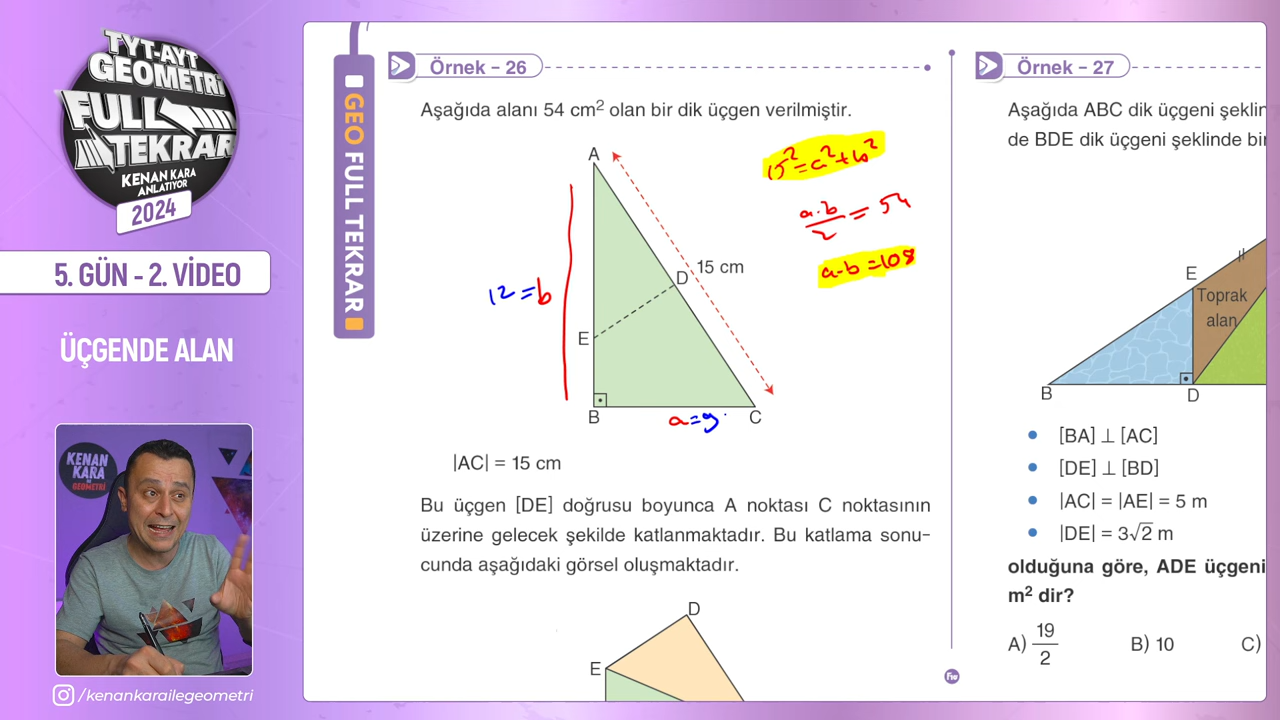 TYT-AYT
GEOMETRİ
FULL
TEKRAR
KENAN KARA
ANLATIYOR
2024
5. GÜN - 2. VİDEO
ÜÇGENDE ALAN
KENAN
KARA
GEOMETRİ
/kenankarailegeometri
GEO FULL TEKRAR
Örnek – 26
Aşağıda alanı 54 cm² olan bir dik üçgen verilmiştir.
A
15 cm
D
E
B
C
12 = b
a = 9
15² = a² + b²
a·b/2 = 54
a·b = 108
|AC| = 15 cm
Bu üçgen [DE] doğrusu boyunca A noktası C noktasının
üzerine gelecek şekilde katlanmaktadır. Bu katlama sonu-
cunda aşağıdaki görsel oluşmaktadır.
D
E
Örnek – 27
Aşağıda ABC dik üçgeni
de BDE dik üçgeni şeklinde
E
Toprak
alan
B
D
[BA] ⊥ [AC]
[DE] ⊥ [BD]
|AC| = |AE| = 5 m
|DE| = 3√2 m
olduğuna göre, ADE üçgeni
m² dir?
A) 19/2
B) 10
C)